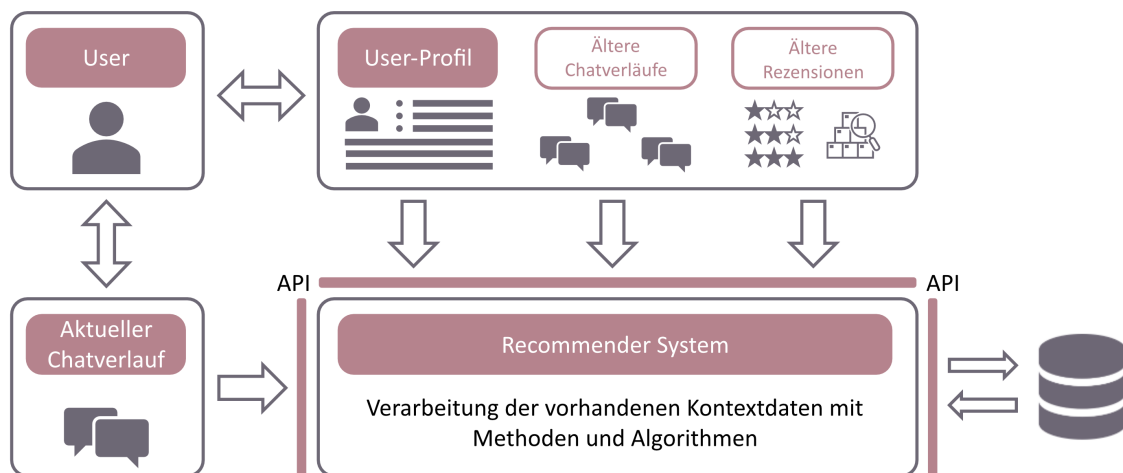 User
User-Profil
Ältere
Chatverläufe
Ältere
Rezensionen
API
API
Aktueller
Chatverlauf
Recommender System
Verarbeitung der vorhandenen Kontextdaten mit
Methoden und Algorithmen